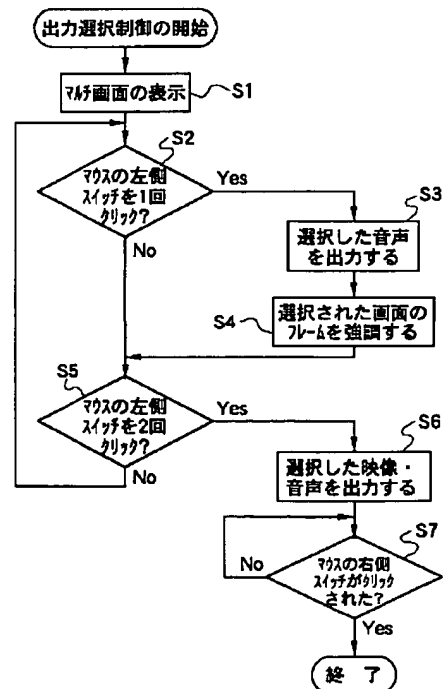 出力選択制御の開始
ﾏﾙﾁ画面の表示
S1
S2
ﾏｳｽの左側
ｽｲｯﾁを1回
ｸﾘｯｸ?
Yes
No
S3
選択した音声
を出力する
S4
選択された画面の
ﾌﾚｰﾑを強調する
S5
ﾏｳｽの左側
ｽｲｯﾁを2回
ｸﾘｯｸ?
Yes
No
S6
選択した映像・
音声を出力する
S7
ﾏｳｽの右側
ｽｲｯﾁがｸﾘｯｸ
された?
No
Yes
終 了